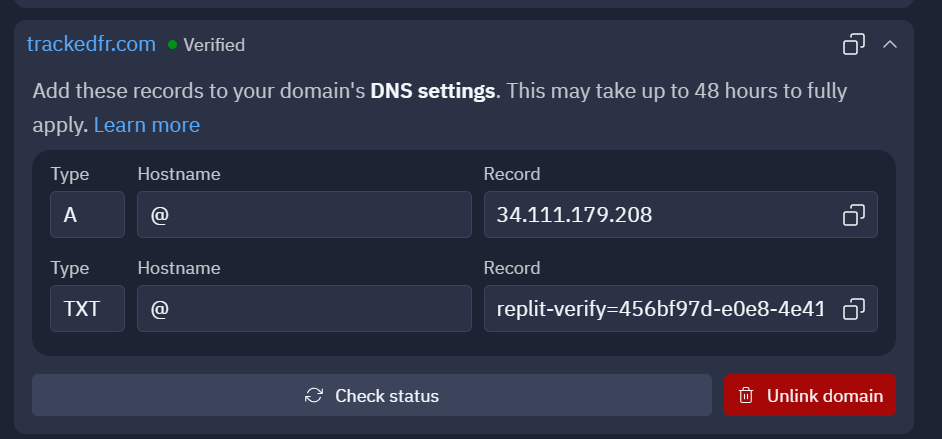 trackedfr.com Verified
Add these records to your domain's DNS settings. This may take up to 48 hours to fully
apply. Learn more
Type Hostname Record
A @ 34.111.179.208
Type Hostname Record
TXT @ replit-verify=456bf97d-e0e8-4e41
Check status Unlink domain